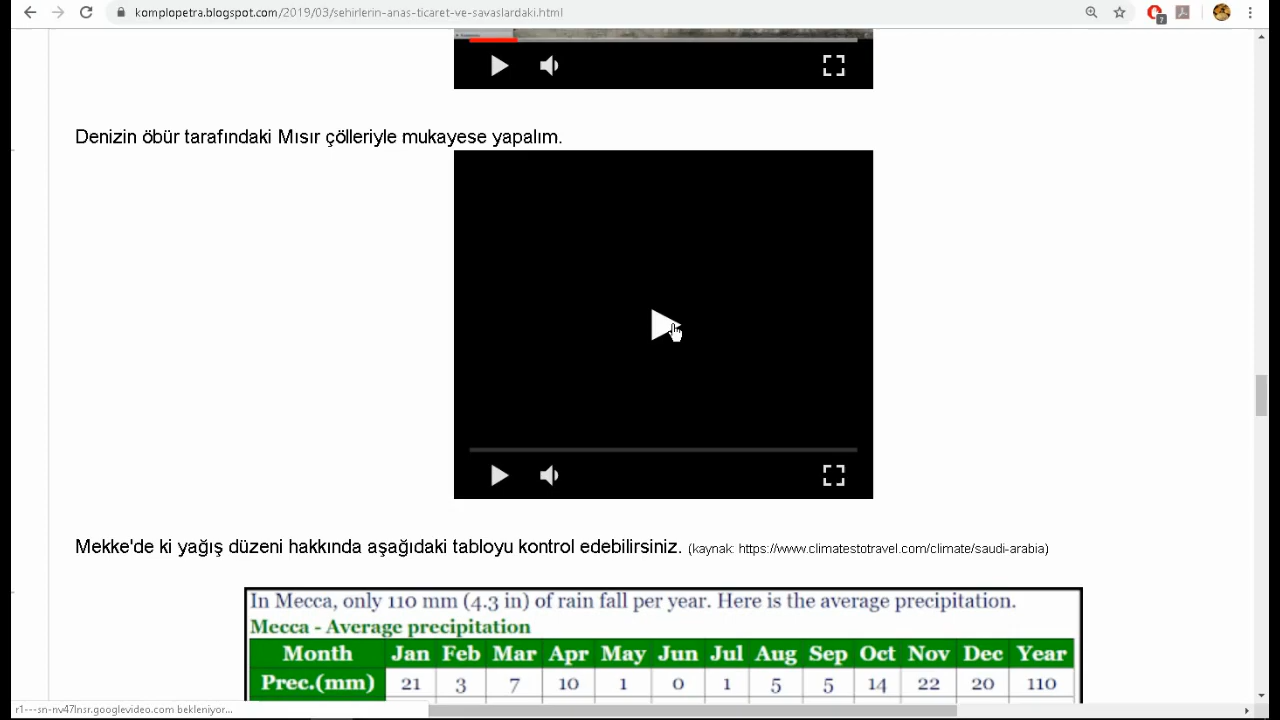 komplopetra.blogspot.com/2019/03/sehirlerin-anas-ticaret-ve-savaslardaki.html
7
Denizin öbür tarafındaki Mısır çölleriyle mukayese yapalım.
Mekke'de ki yağış düzeni hakkında aşağıdaki tabloyu kontrol edebilirsiniz. (kaynak: https://www.climatestotravel.com/climate/saudi-arabia)
In Mecca, only 110 mm (4.3 in) of rain fall per year. Here is the average precipitation.
Mecca - Average precipitation
Month Jan Feb Mar Apr May Jun Jul Aug Sep Oct Nov Dec Year
Prec.(mm) 21 3 7 10 1 0 1 5 5 14 22 20 110
r1---sn-nv47lnsr.googlevideo.com bekleniyor...